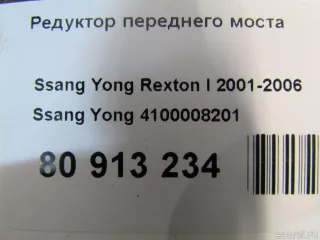 Редуктор переднего моста
Ssang Yong Rexton I 2001-2006
Ssang Yong 4100008201
80 913 234